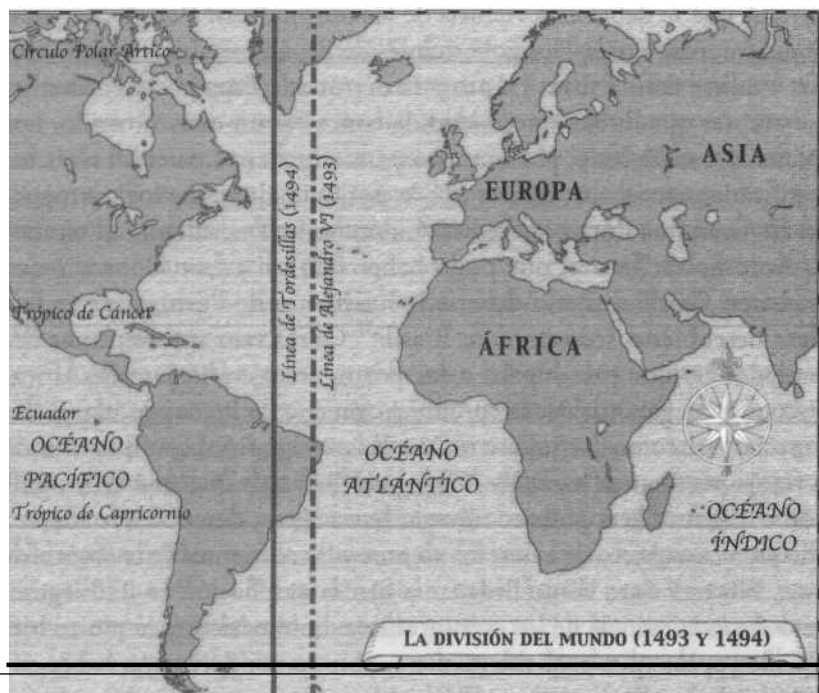 Círculo Polar Ártico
ASIA
EUROPA
Línea de Tordesillas (1494)
Línea de Alejandro VI (1493)
Trópico de Cáncer
ÁFRICA
Ecuador
OCÉANO
PACÍFICO
OCÉANO
ATLÁNTICO
Trópico de Capricornio
OCÉANO
ÍNDICO
LA DIVISIÓN DEL MUNDO (1493 Y 1494)